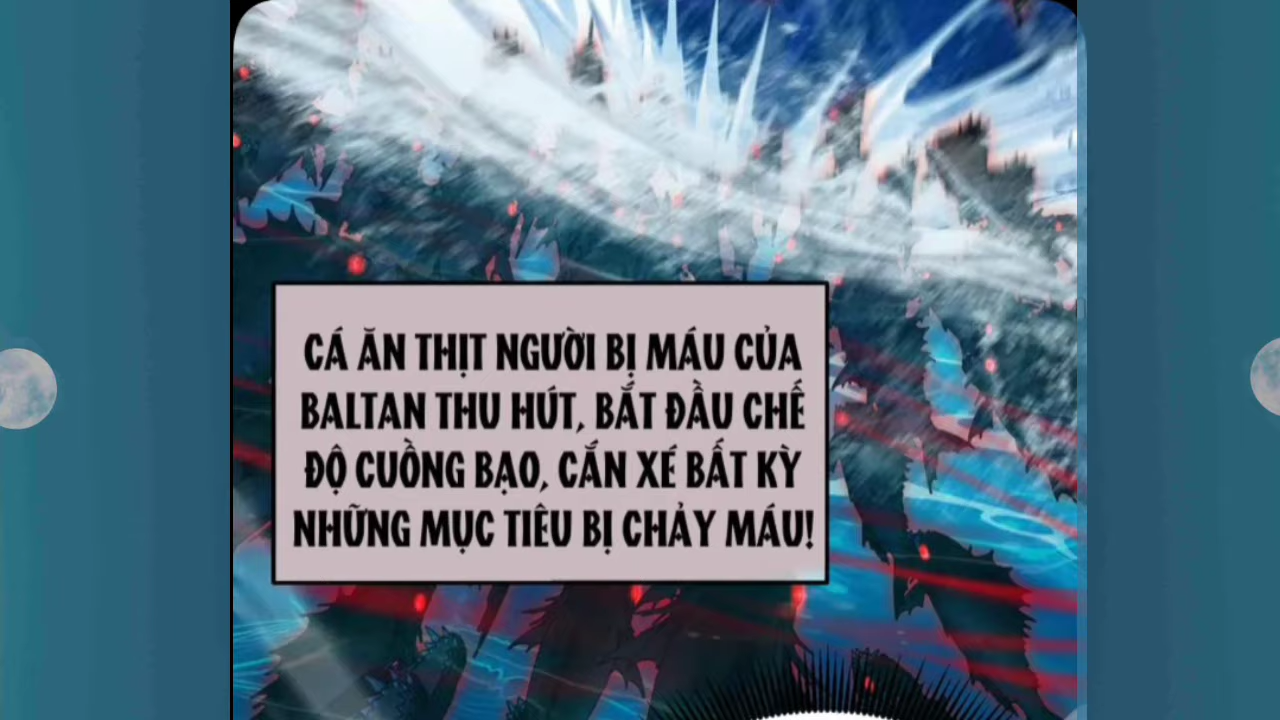 CÁ ĂN THỊT NGƯỜI BỊ MÁU CỦA
BALTAN THU HÚT, BẮT ĐẦU CHẾ
ĐỘ CUỒNG BẠO, CẮN XÉ BẤT KỲ
NHỮNG MỤC TIÊU BỊ CHẢY MÁU!